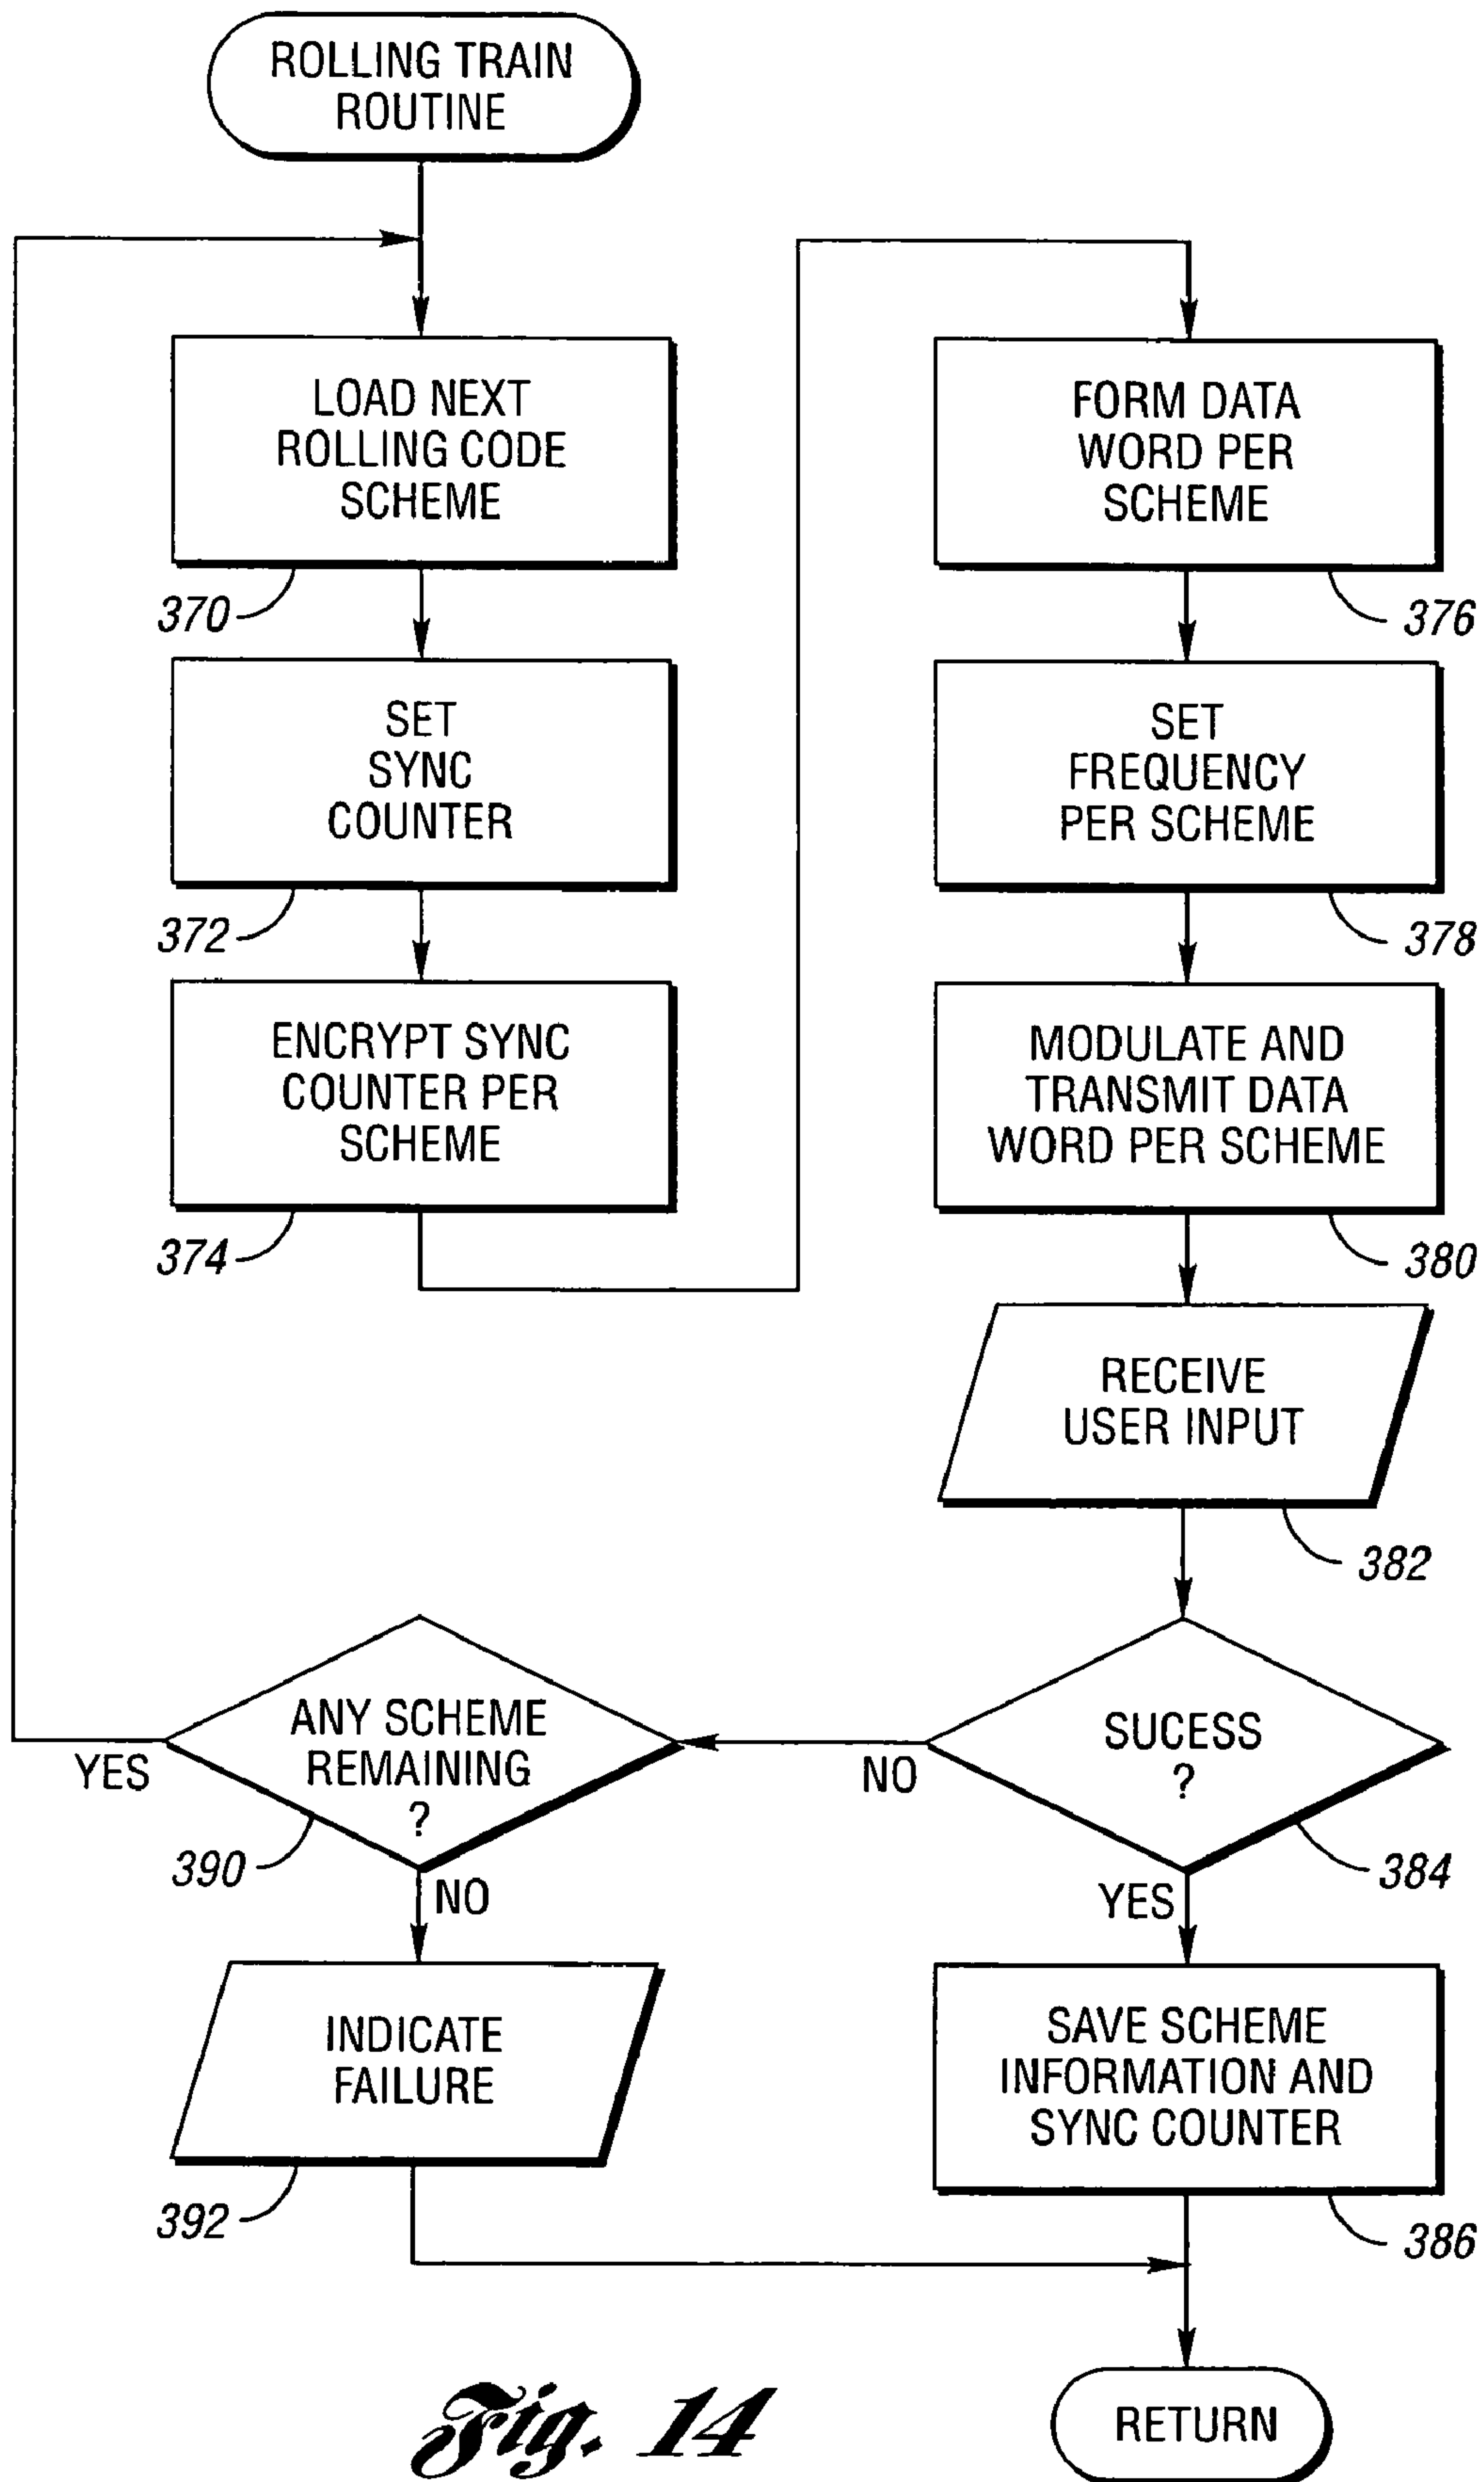 ROLLING TRAIN
ROUTINE
LOAD NEXT
ROLLING CODE
SCHEME
370
SET
SYNC
COUNTER
372
ENCRYPT SYNC
COUNTER PER
SCHEME
374
FORM DATA
WORD PER
SCHEME
376
SET
FREQUENCY
PER SCHEME
378
MODULATE AND
TRANSMIT DATA
WORD PER SCHEME
380
RECEIVE
USER INPUT
382
SUCESS
?
384
NO
YES
ANY SCHEME
REMAINING
?
390
YES
NO
INDICATE
FAILURE
392
SAVE SCHEME
INFORMATION AND
SYNC COUNTER
386
RETURN
Fig. 14